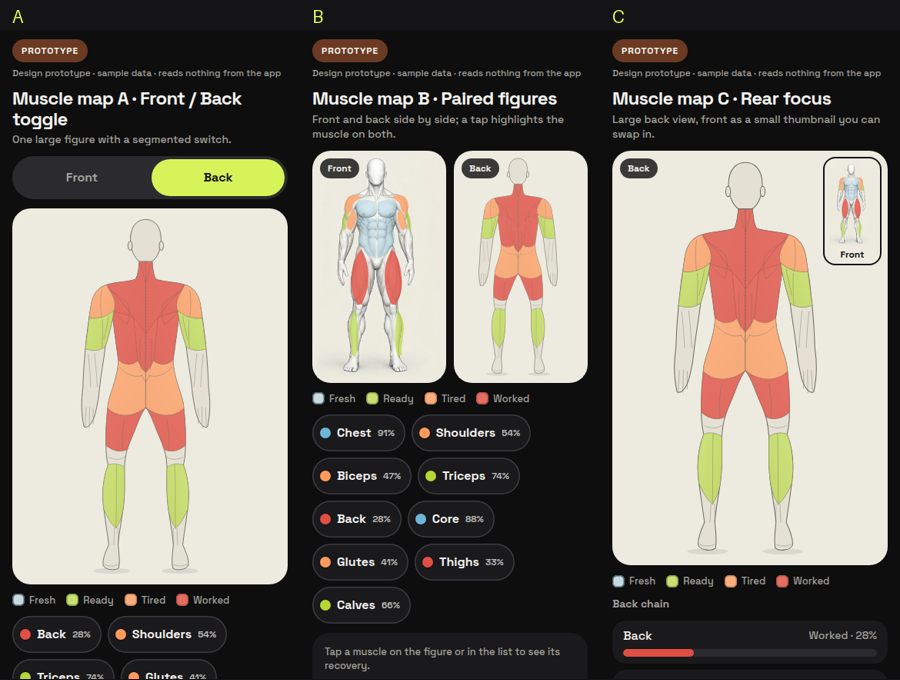 A
PROTOTYPE
Design prototype · sample data · reads nothing from the app
Muscle map A · Front / Back
toggle
One large figure with a segmented switch.
Front
Back
Fresh
Ready
Tired
Worked
Back 28%
Shoulders 54%
Triceps 74%
Glutes 41%
B
PROTOTYPE
Design prototype · sample data · reads nothing from the app
Muscle map B · Paired figures
Front and back side by side; a tap highlights the
muscle on both.
Front
Back
Fresh
Ready
Tired
Worked
Chest 91%
Shoulders 54%
Biceps 47%
Triceps 74%
Back 28%
Core 88%
Glutes 41%
Thighs 33%
Calves 66%
Tap a muscle on the figure or in the list to see its
recovery.
C
PROTOTYPE
Design prototype · sample data · reads nothing from the app
Muscle map C · Rear focus
Large back view, front as a small thumbnail you can
swap in.
Back
Front
Fresh
Ready
Tired
Worked
Back chain
Back
Worked · 28%